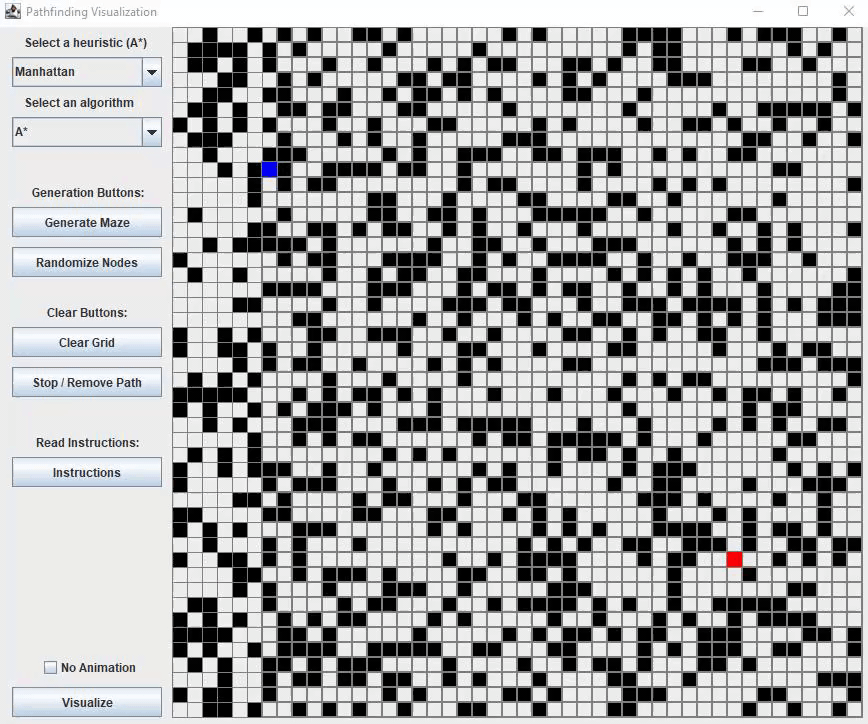 Pathfinding Visualization
Select a heuristic (A*)
Manhattan
Select an algorithm
A*
Generation Buttons:
Generate Maze
Randomize Nodes
Clear Buttons:
Clear Grid
Stop / Remove Path
Read Instructions:
Instructions
No Animation
Visualize